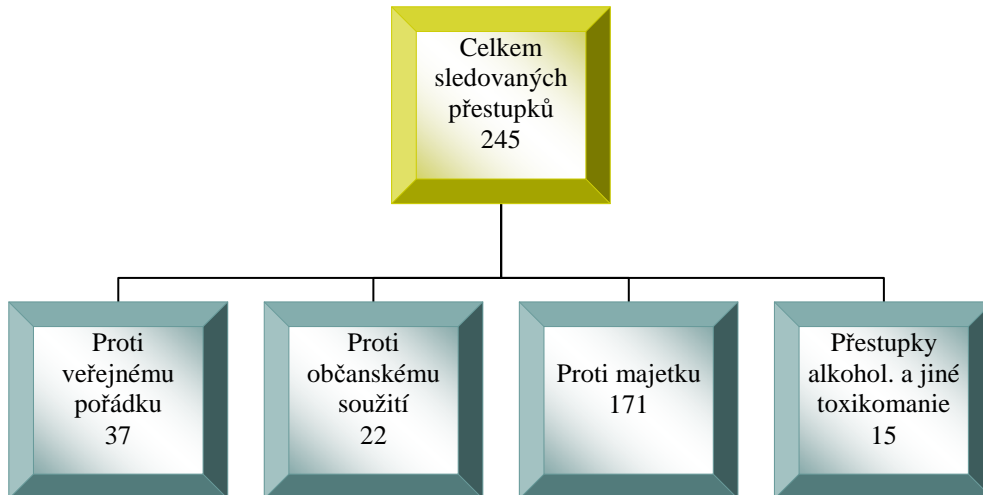 Celkem
sledovaných
přestupků
245
Proti
veřejnému
pořádku
37
Proti
občanskému
soužití
22
Proti majetku
171
Přestupky
alkohol. a jiné
toxikomanie
15